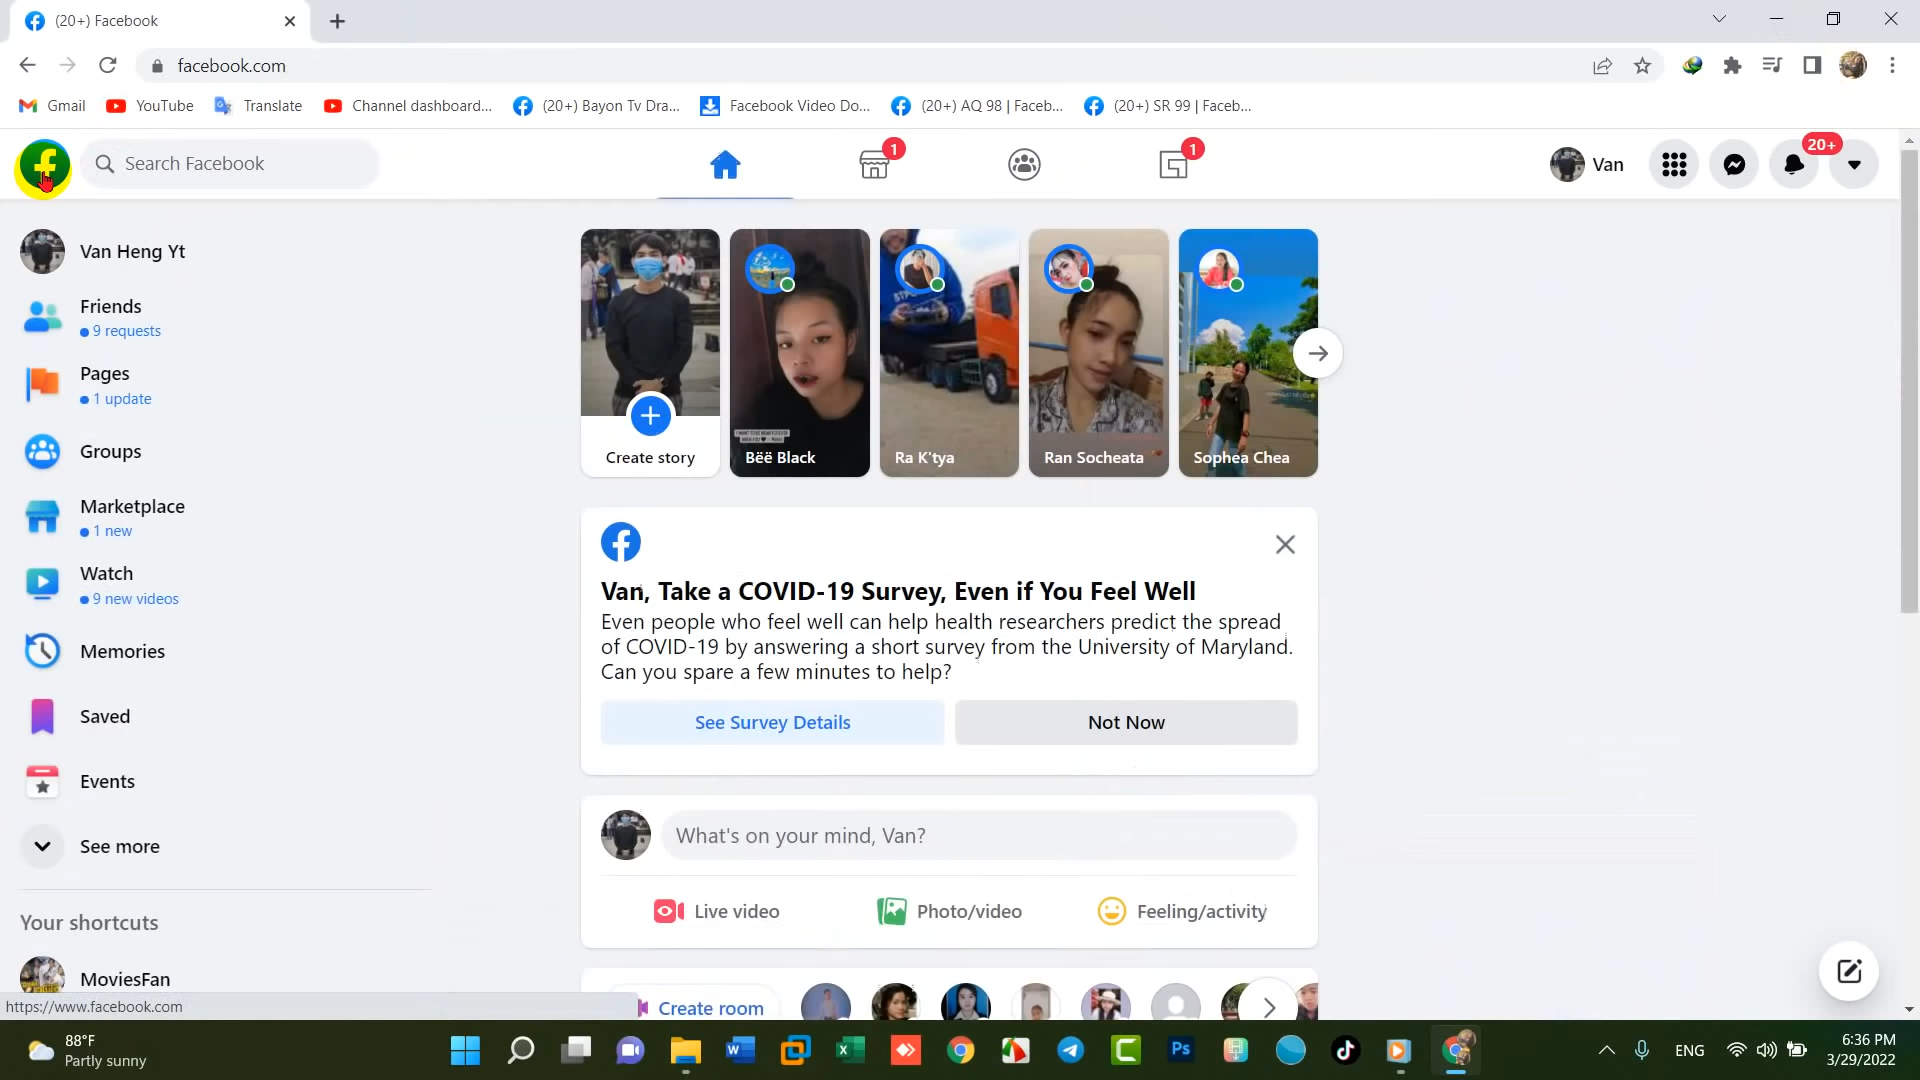 (20+) Facebook
facebook.com
Gmail
YouTube
Translate
Channel dashboard...
(20+) Bayon Tv Dra...
Facebook Video Do...
(20+) AQ 98 | Faceb...
(20+) SR 99 | Faceb...
Search Facebook
1
1
Van
20+
Van Heng Yt
Friends
9 requests
Pages
1 update
Groups
Marketplace
1 new
Watch
9 new videos
Memories
Saved
Events
See more
Your shortcuts
MoviesFan
https://www.facebook.com
Create story
Bëë Black
Ra K'tya
Ran Socheata
Sophea Chea
Van, Take a COVID-19 Survey, Even if You Feel Well
Even people who feel well can help health researchers predict the spread
of COVID-19 by answering a short survey from the University of Maryland.
Can you spare a few minutes to help?
See Survey Details
Not Now
What's on your mind, Van?
Live video
Photo/video
Feeling/activity
Create room
88°F
Partly sunny
Ps
ENG
6:36 PM
3/29/2022